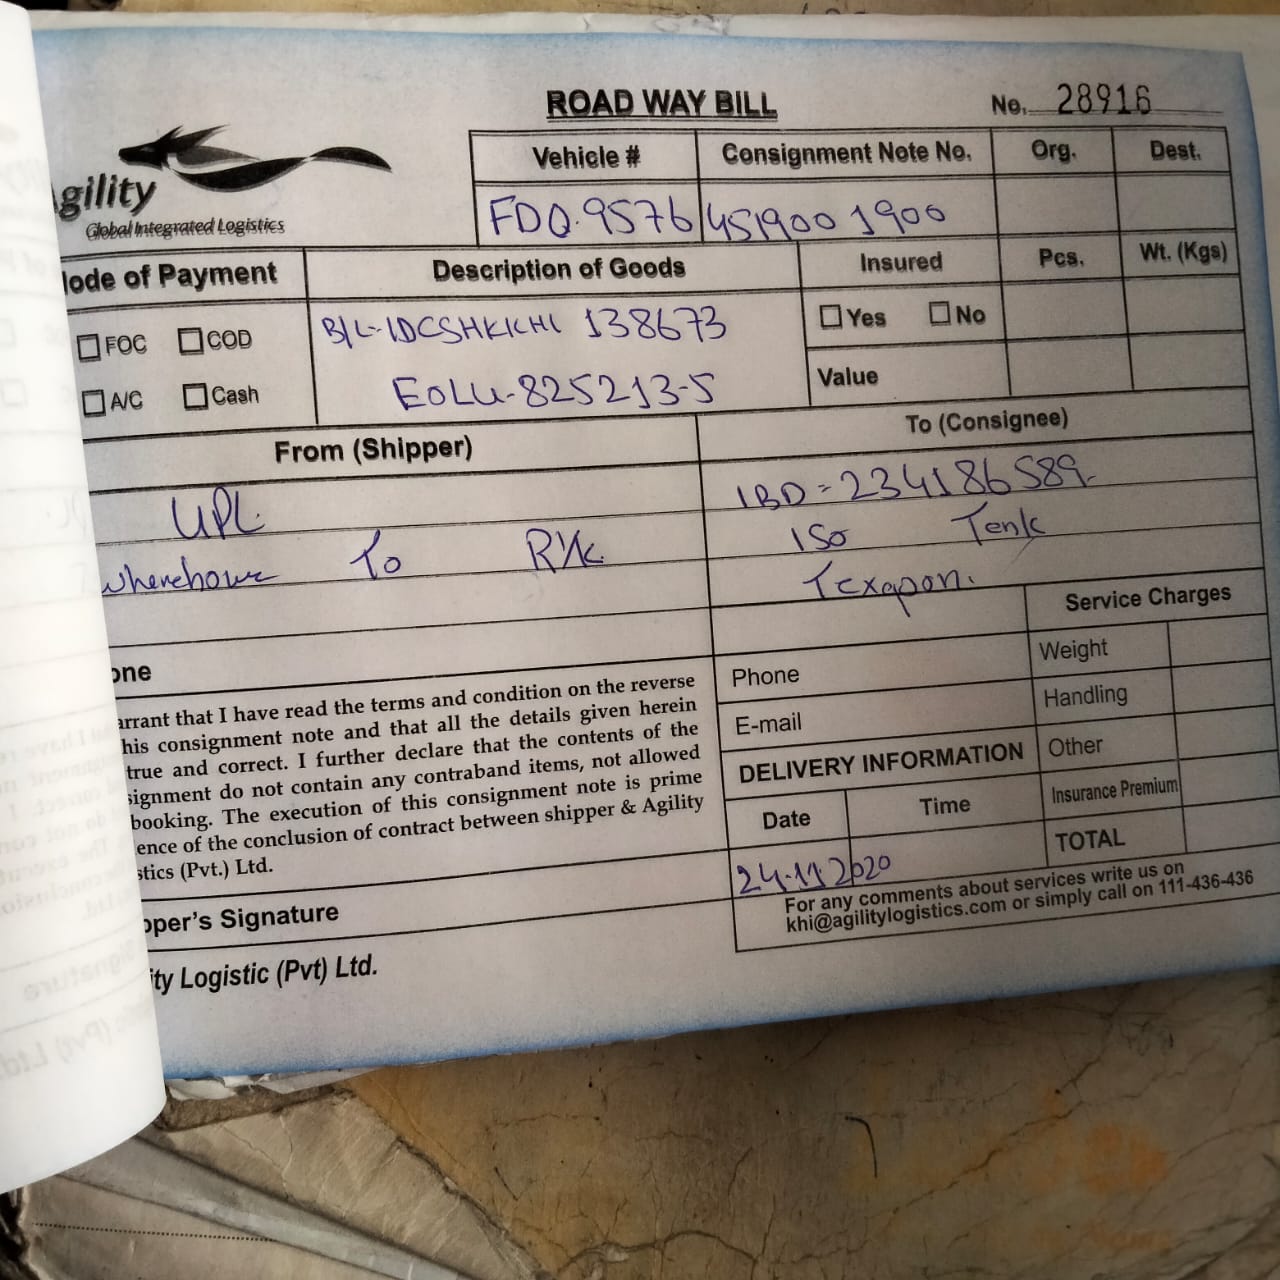 ROAD WAY BILL
No. 28916
gility
Global Integrated Logistics
Vehicle # Consignment Note No. Org. Dest.
FDQ.9576 4519001900
ode of Payment Description of Goods Insured Pcs. Wt. (Kgs)
FOC COD B/L-IDCSHKKHI 138673 Yes No
A/C Cash EOLU-825213-5 Value
From (Shipper) To (Consignee)
UPL IBD = 234186589
To R/K ISO Tenk
Texapon.
Service Charges
one Phone Weight
E-mail Handling
DELIVERY INFORMATION Other
Date Time Insurance Premium
TOTAL
24.11.2020
arrant that I have read the terms and condition on the reverse
his consignment note and that all the details given herein
true and correct. I further declare that the contents of the
signment do not contain any contraband items, not allowed
booking. The execution of this consignment note is prime
ence of the conclusion of contract between shipper & Agility
stics (Pvt.) Ltd.
pper's Signature
For any comments about services write us on
khi@agilitylogistics.com or simply call on 111-436-436
ity Logistic (Pvt) Ltd.